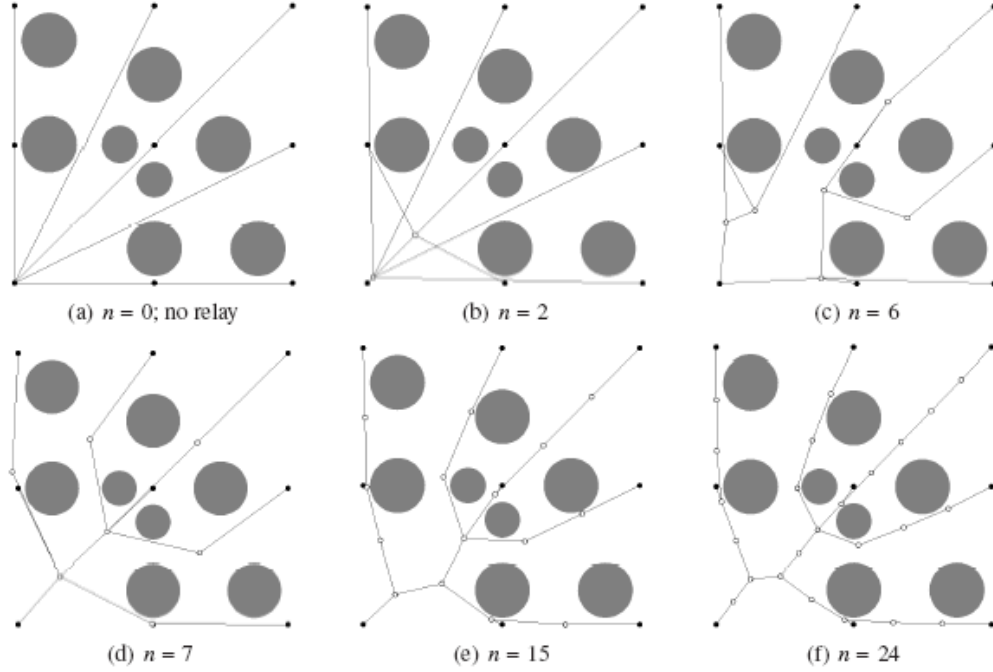 (a) n = 0; no relay
(b) n = 2
(c) n = 6
(d) n = 7
(e) n = 15
(f) n = 24